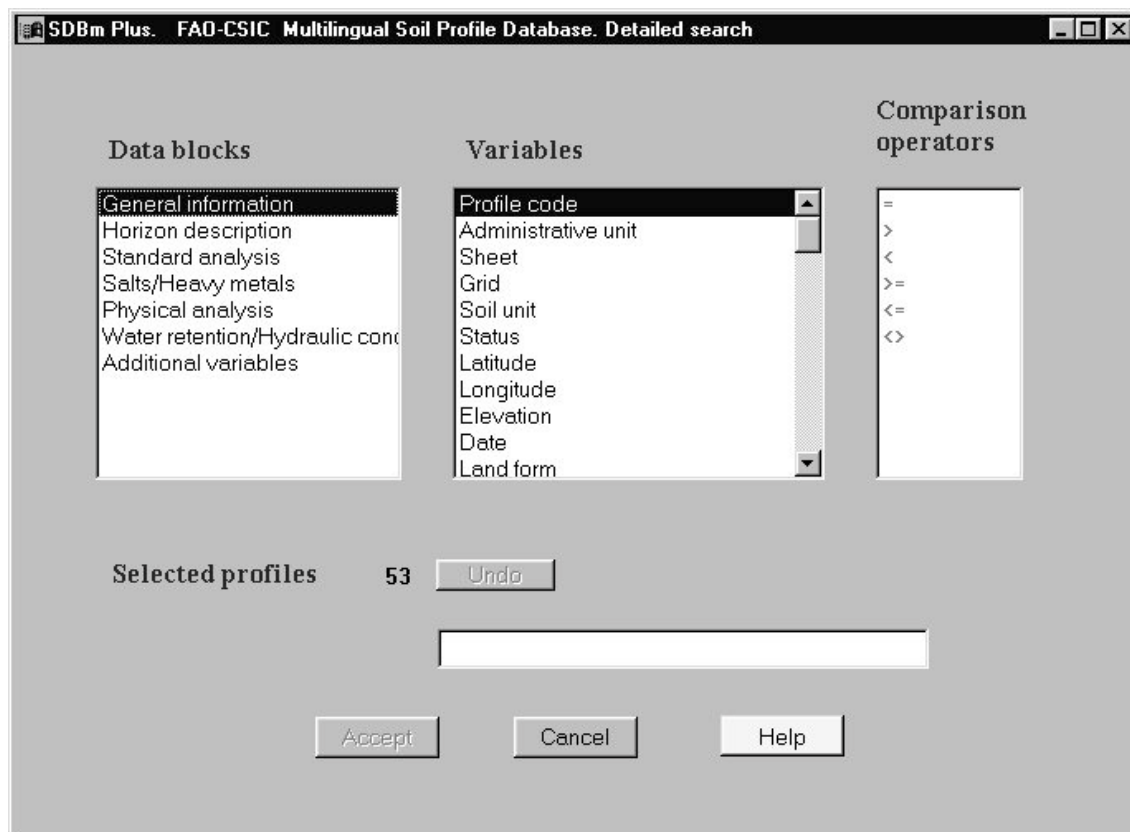 SDBm Plus. FAO-CSIC Multilingual Soil Profile Database. Detailed search
Data blocks
General information
Horizon description
Standard analysis
Salts/Heavy metals
Physical analysis
Water retention/Hydraulic conc
Additional variables
Variables
Profile code
Administrative unit
Sheet
Grid
Soil unit
Status
Latitude
Longitude
Elevation
Date
Land form
Comparison
operators
=
>
<
>=
<=
<>
Selected profiles 53 Undo
Accept Cancel Help